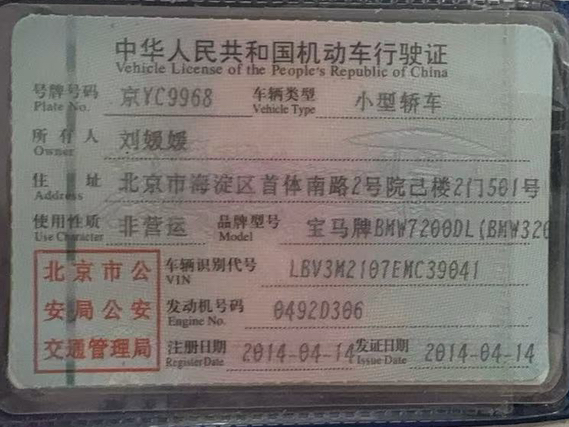 中华人民共和国机动车行驶证
Vehicle License of the People's Republic of China
号牌号码 京YC9968 车辆类型 小型轿车
Plate No. Vehicle Type
所有人 刘媛媛
Owner
住址 北京市海淀区首体南路2号院己楼2门501号
Address
使用性质 非营运 品牌型号 宝马牌BMW7200DL(BMW320
Use Character Model
北京市公 车辆识别代号 LBV3M2107EMC39041
VIN
安局公安 发动机号码 0492D306
Engine No.
交通管理局 注册日期 2014-04-14 发证日期 2014-04-14
Register Date Issue Date